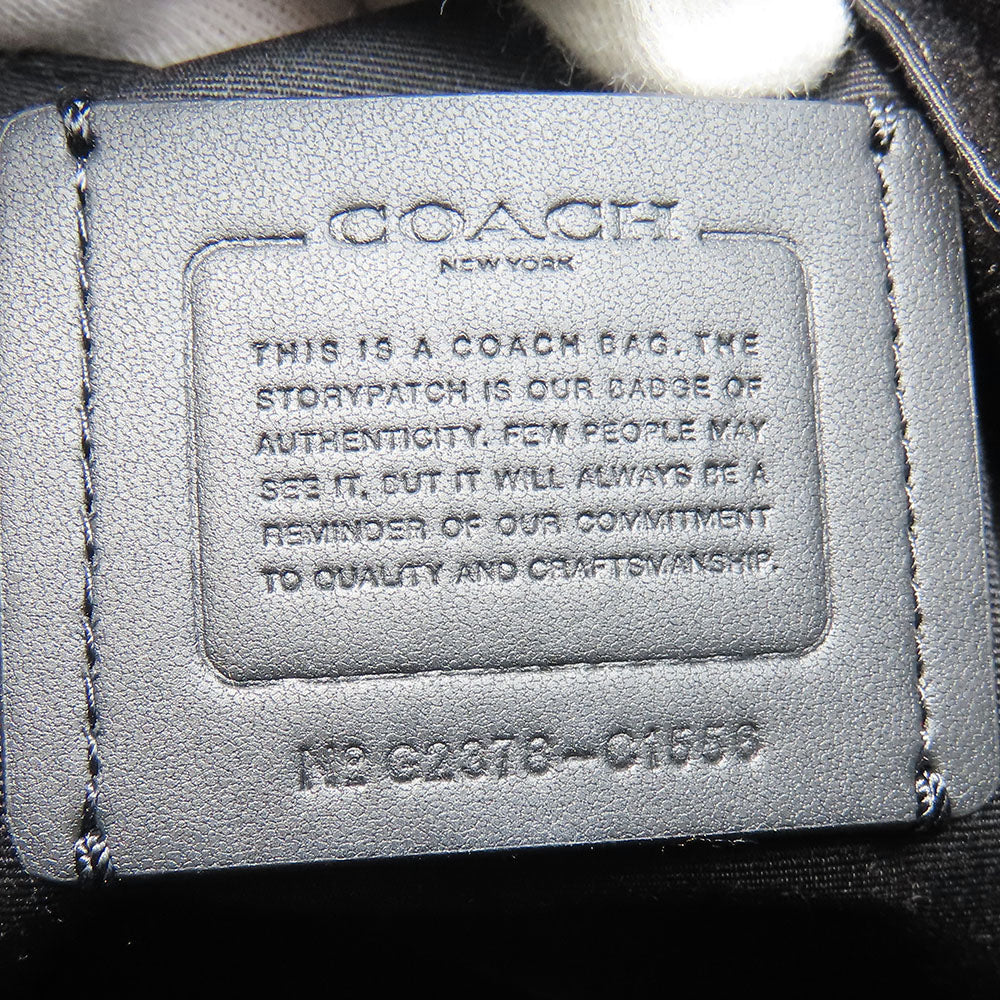 COACH
NEW YORK
THIS IS A COACH BAG. THE
STORYPATCH IS OUR BADGE OF
AUTHENTICITY. FEW PEOPLE MAY
SEE IT, BUT IT WILL ALWAYS BE A
REMINDER OF OUR COMMITMENT
TO QUALITY AND CRAFTSMANSHIP.
Nº C2378-C1556